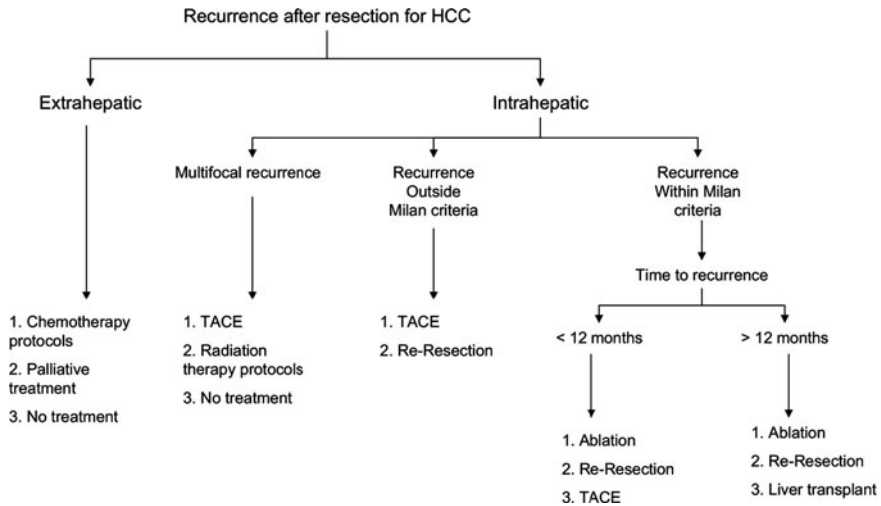 Recurrence after resection for HCC
Extrahepatic
Intrahepatic
Multifocal recurrence
Recurrence
Outside
Milan criteria
Recurrence
Within Milan
criteria
Time to recurrence
< 12 months
> 12 months
1. Chemotherapy
protocols
2. Palliative
treatment
3. No treatment
1. TACE
2. Radiation
therapy protocols
3. No treatment
1. TACE
2. Re-Resection
1. Ablation
2. Re-Resection
3. TACE
1. Ablation
2. Re-Resection
3. Liver transplant